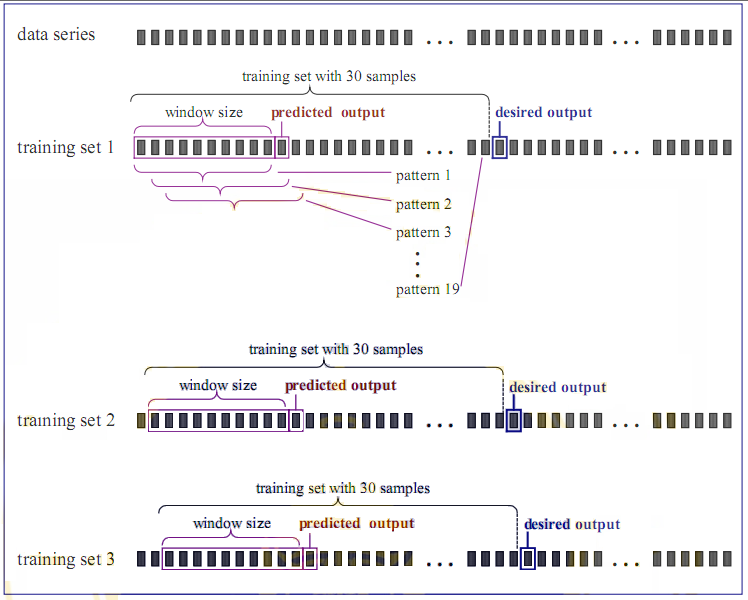 data series
training set with 30 samples
window size predicted output desired output
training set 1
pattern 1
pattern 2
pattern 3
pattern 19
training set with 30 samples
window size predicted output desired output
training set 2
training set with 30 samples
window size predicted output desired output
training set 3